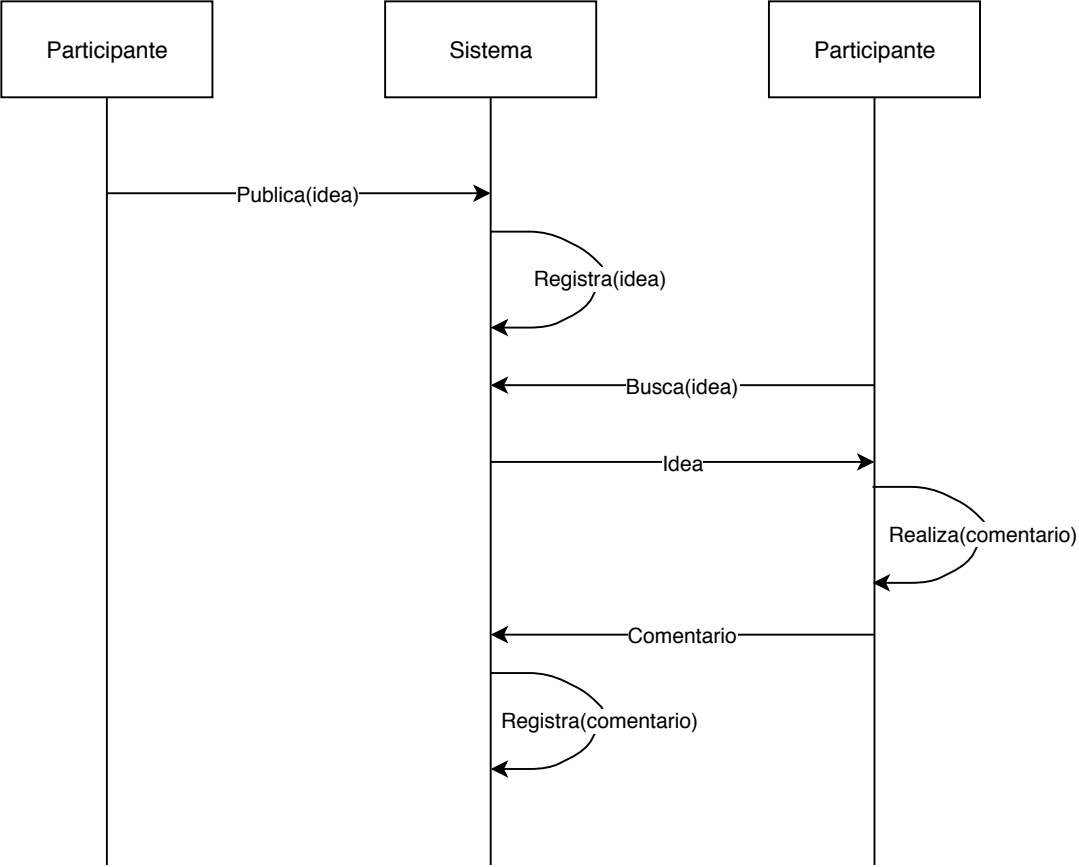 Participante
Sistema
Participante
Publica(idea)
Registra(idea)
Busca(idea)
Idea
Realiza(comentario)
Comentario
Registra(comentario)